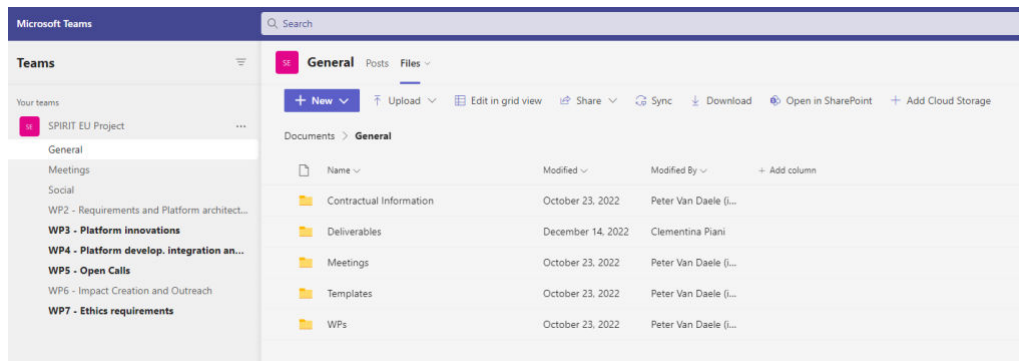 Microsoft Teams
Search
Teams
Your teams
SE SPIRIT EU Project ...
General
Meetings
Social
WP2 - Requirements and Platform architect...
WP3 - Platform innovations
WP4 - Platform develop. integration an...
WP5 - Open Calls
WP6 - Impact Creation and Outreach
WP7 - Ethics requirements
SE General Posts Files
+ New Upload Edit in grid view Share Sync Download Open in SharePoint + Add Cloud Storage
Documents > General
Name Modified Modified By + Add column
Contractual Information October 23, 2022 Peter Van Daele (i...
Deliverables December 14, 2022 Clementina Piani
Meetings October 23, 2022 Peter Van Daele (i...
Templates October 23, 2022 Peter Van Daele (i...
WPs October 23, 2022 Peter Van Daele (i...